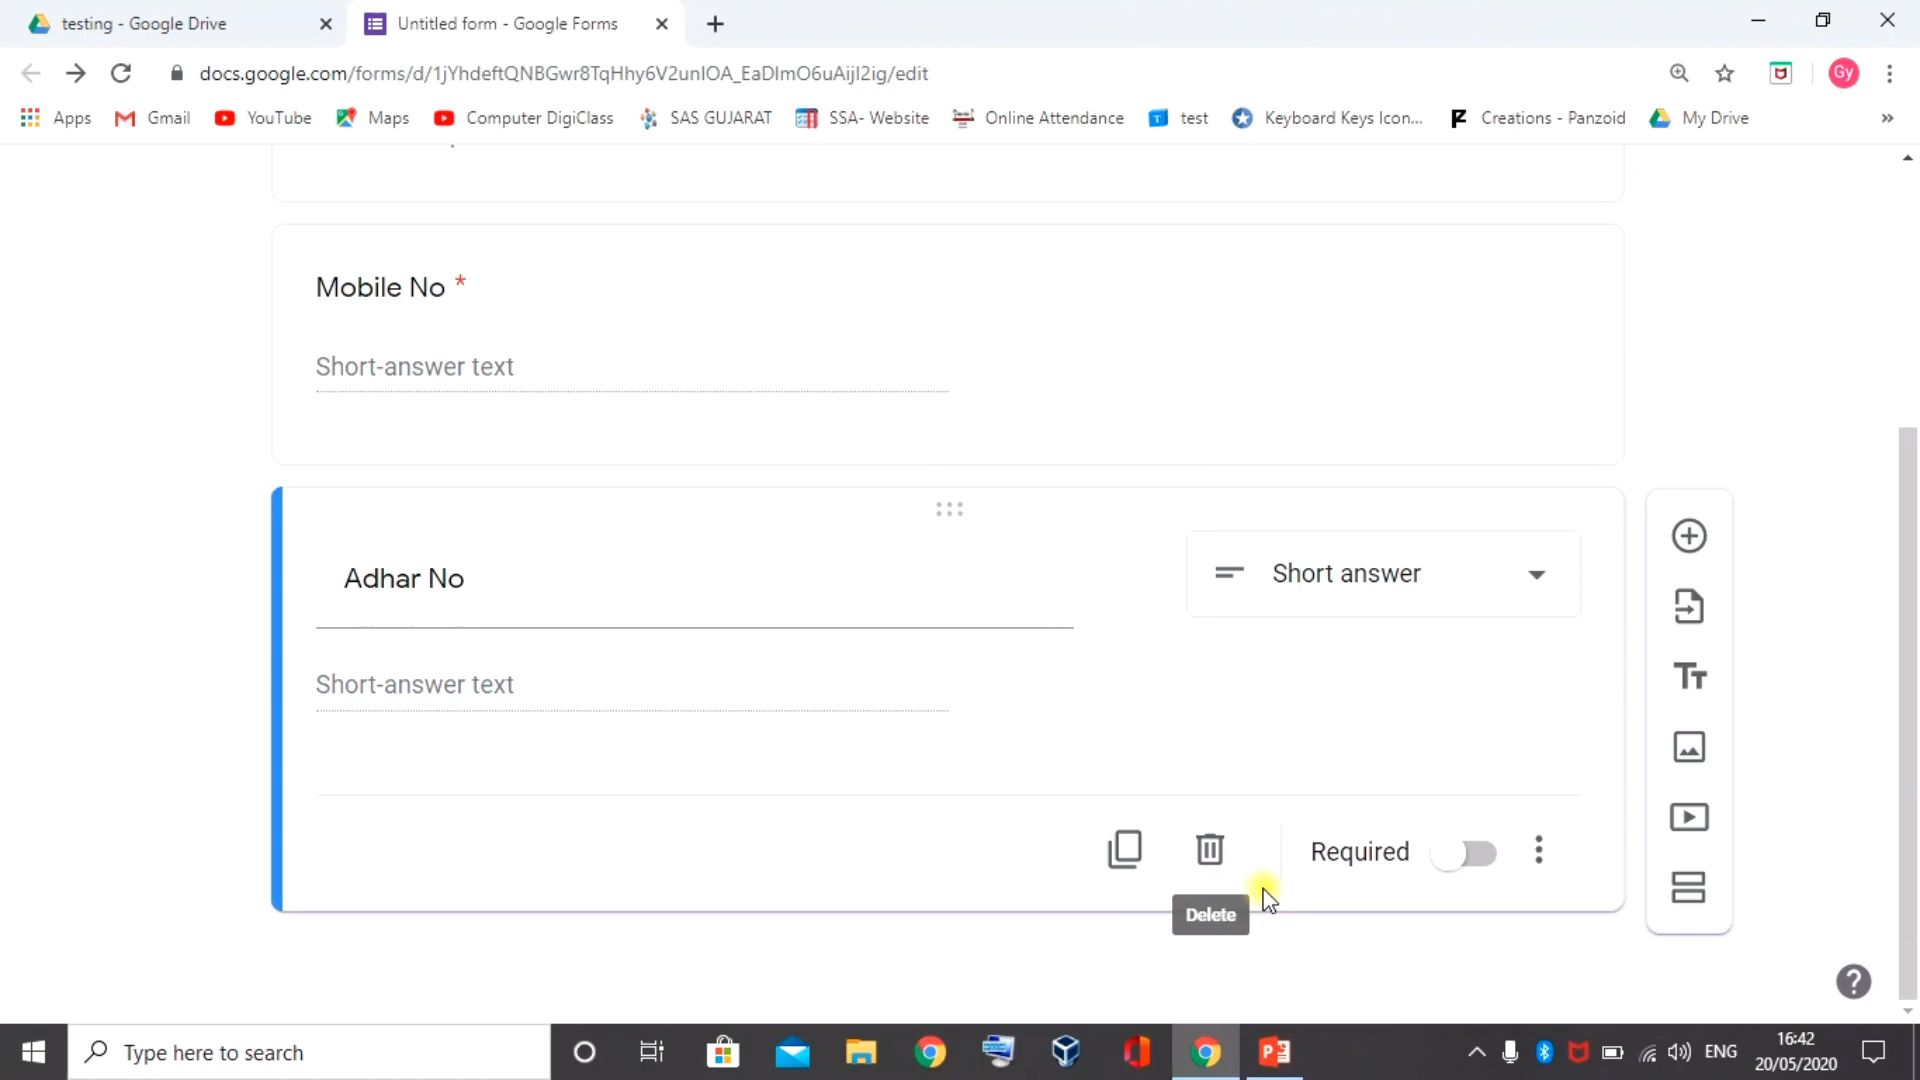 testing - Google Drive
Untitled form - Google Forms
docs.google.com/forms/d/1jYhdeftQNBGwr8TqHhy6V2unIOA_EaDImO6uAijI2ig/edit
Gy
Apps
Gmail
YouTube
Maps
Computer DigiClass
SAS GUJARAT
SSA- Website
Online Attendance
test
Keyboard Keys Icon...
Creations - Panzoid
My Drive
»
Mobile No *
Short-answer text
Adhar No
Short answer
Short-answer text
Required
Delete
Type here to search
ENG
16:42
20/05/2020